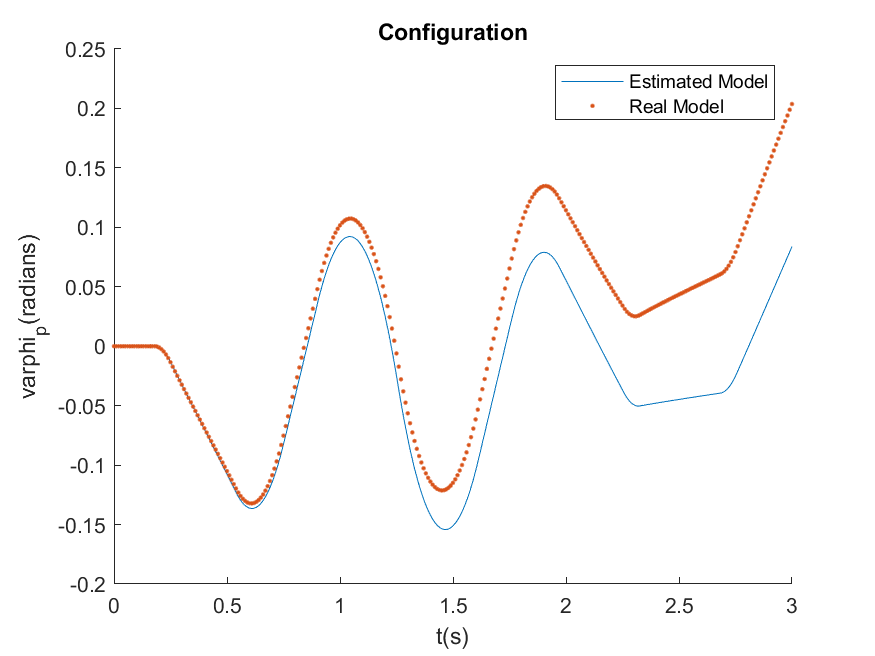 Configuration
0.25
0.2
0.15
0.1
0.05
0
-0.05
-0.1
-0.15
-0.2
varphi_p(radians)
Estimated Model
Real Model
0 0.5 1 1.5 2 2.5 3
t(s)